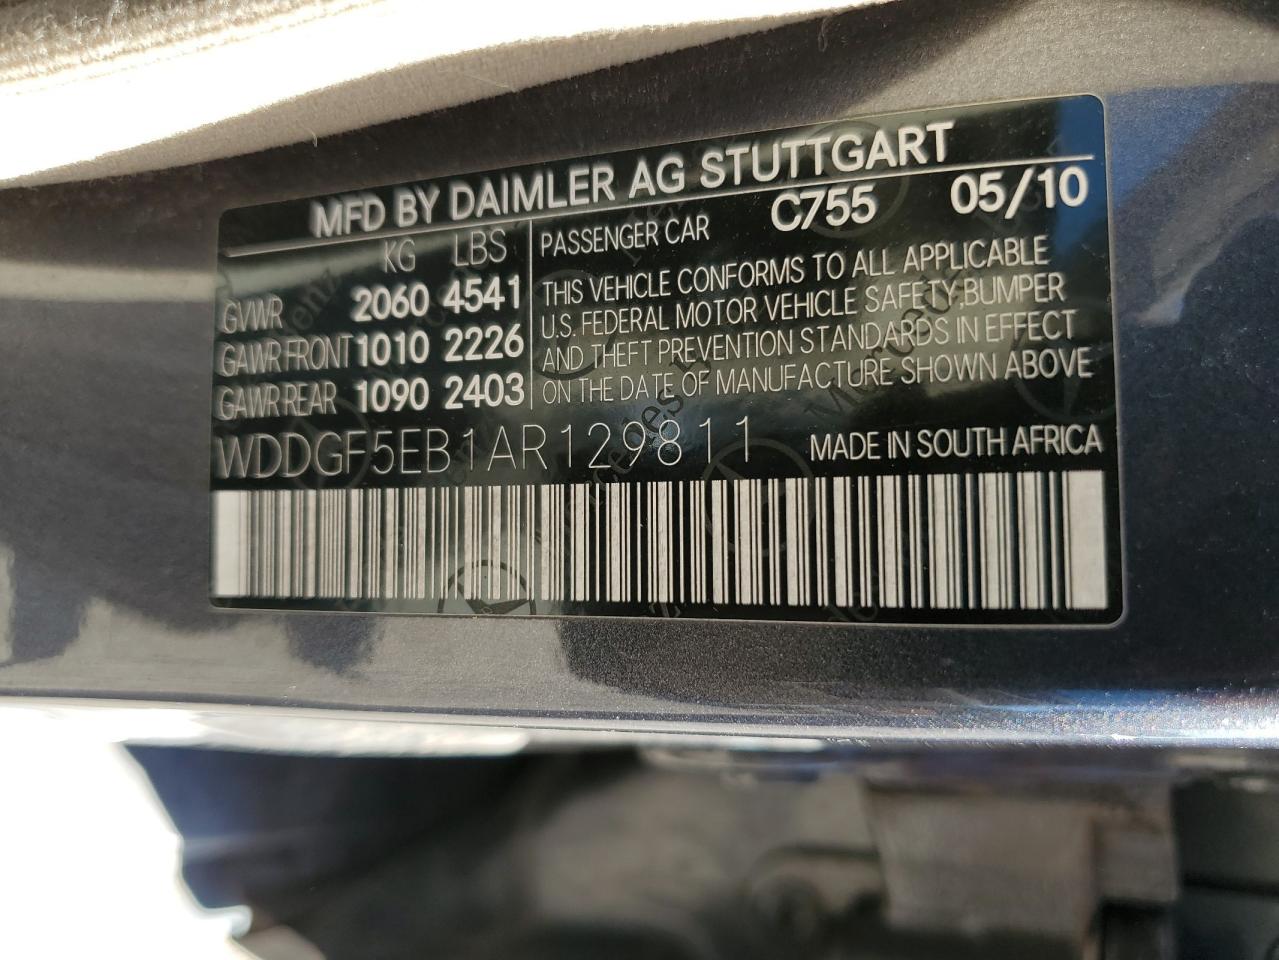 MFD BY DAIMLER AG STUTTGART
KG LBS
GVWR 2060 4541
GAWR FRONT 1010 2226
GAWR REAR 1090 2403
PASSENGER CAR C755 05/10
THIS VEHICLE CONFORMS TO ALL APPLICABLE
U.S. FEDERAL MOTOR VEHICLE SAFETY, BUMPER
AND THEFT PREVENTION STANDARDS IN EFFECT
ON THE DATE OF MANUFACTURE SHOWN ABOVE
WDDGF5EB1AR129811 MADE IN SOUTH AFRICA